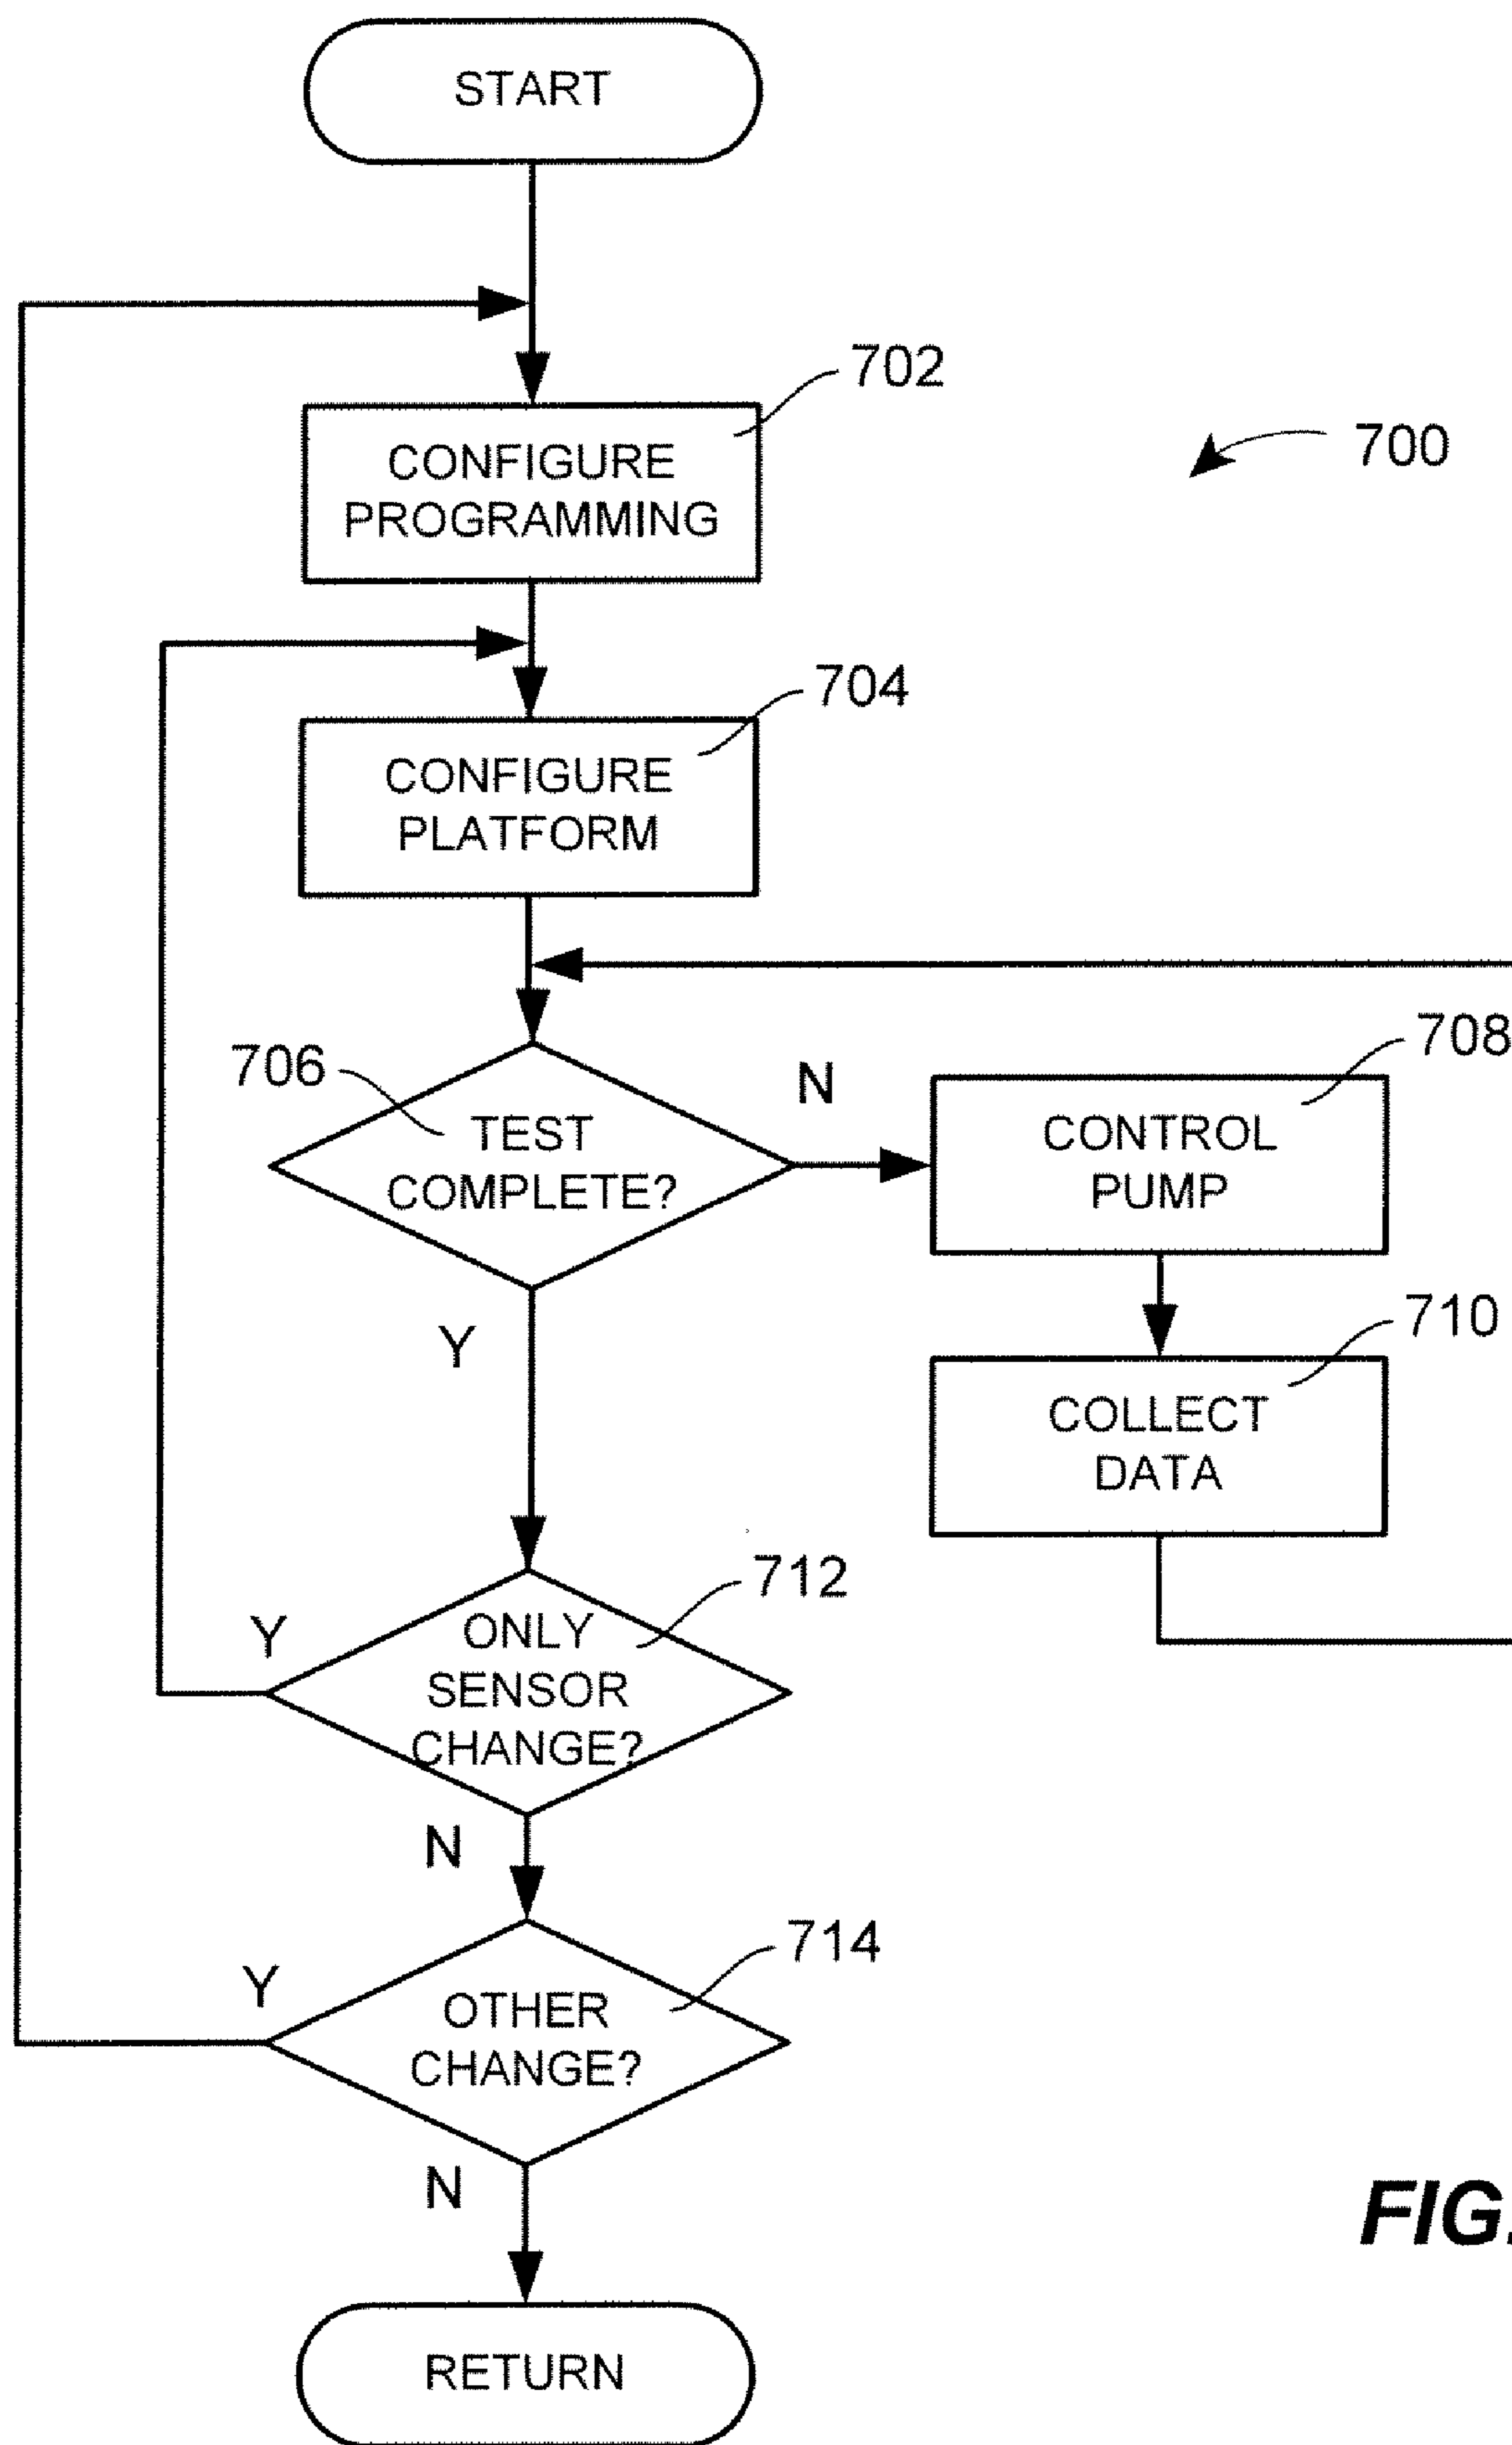 START
702
700
CONFIGURE
PROGRAMMING
704
CONFIGURE
PLATFORM
706
N
708
TEST
COMPLETE?
CONTROL
PUMP
Y
710
COLLECT
DATA
712
Y
ONLY
SENSOR
CHANGE?
N
714
Y
OTHER
CHANGE?
N
FIG.
RETURN